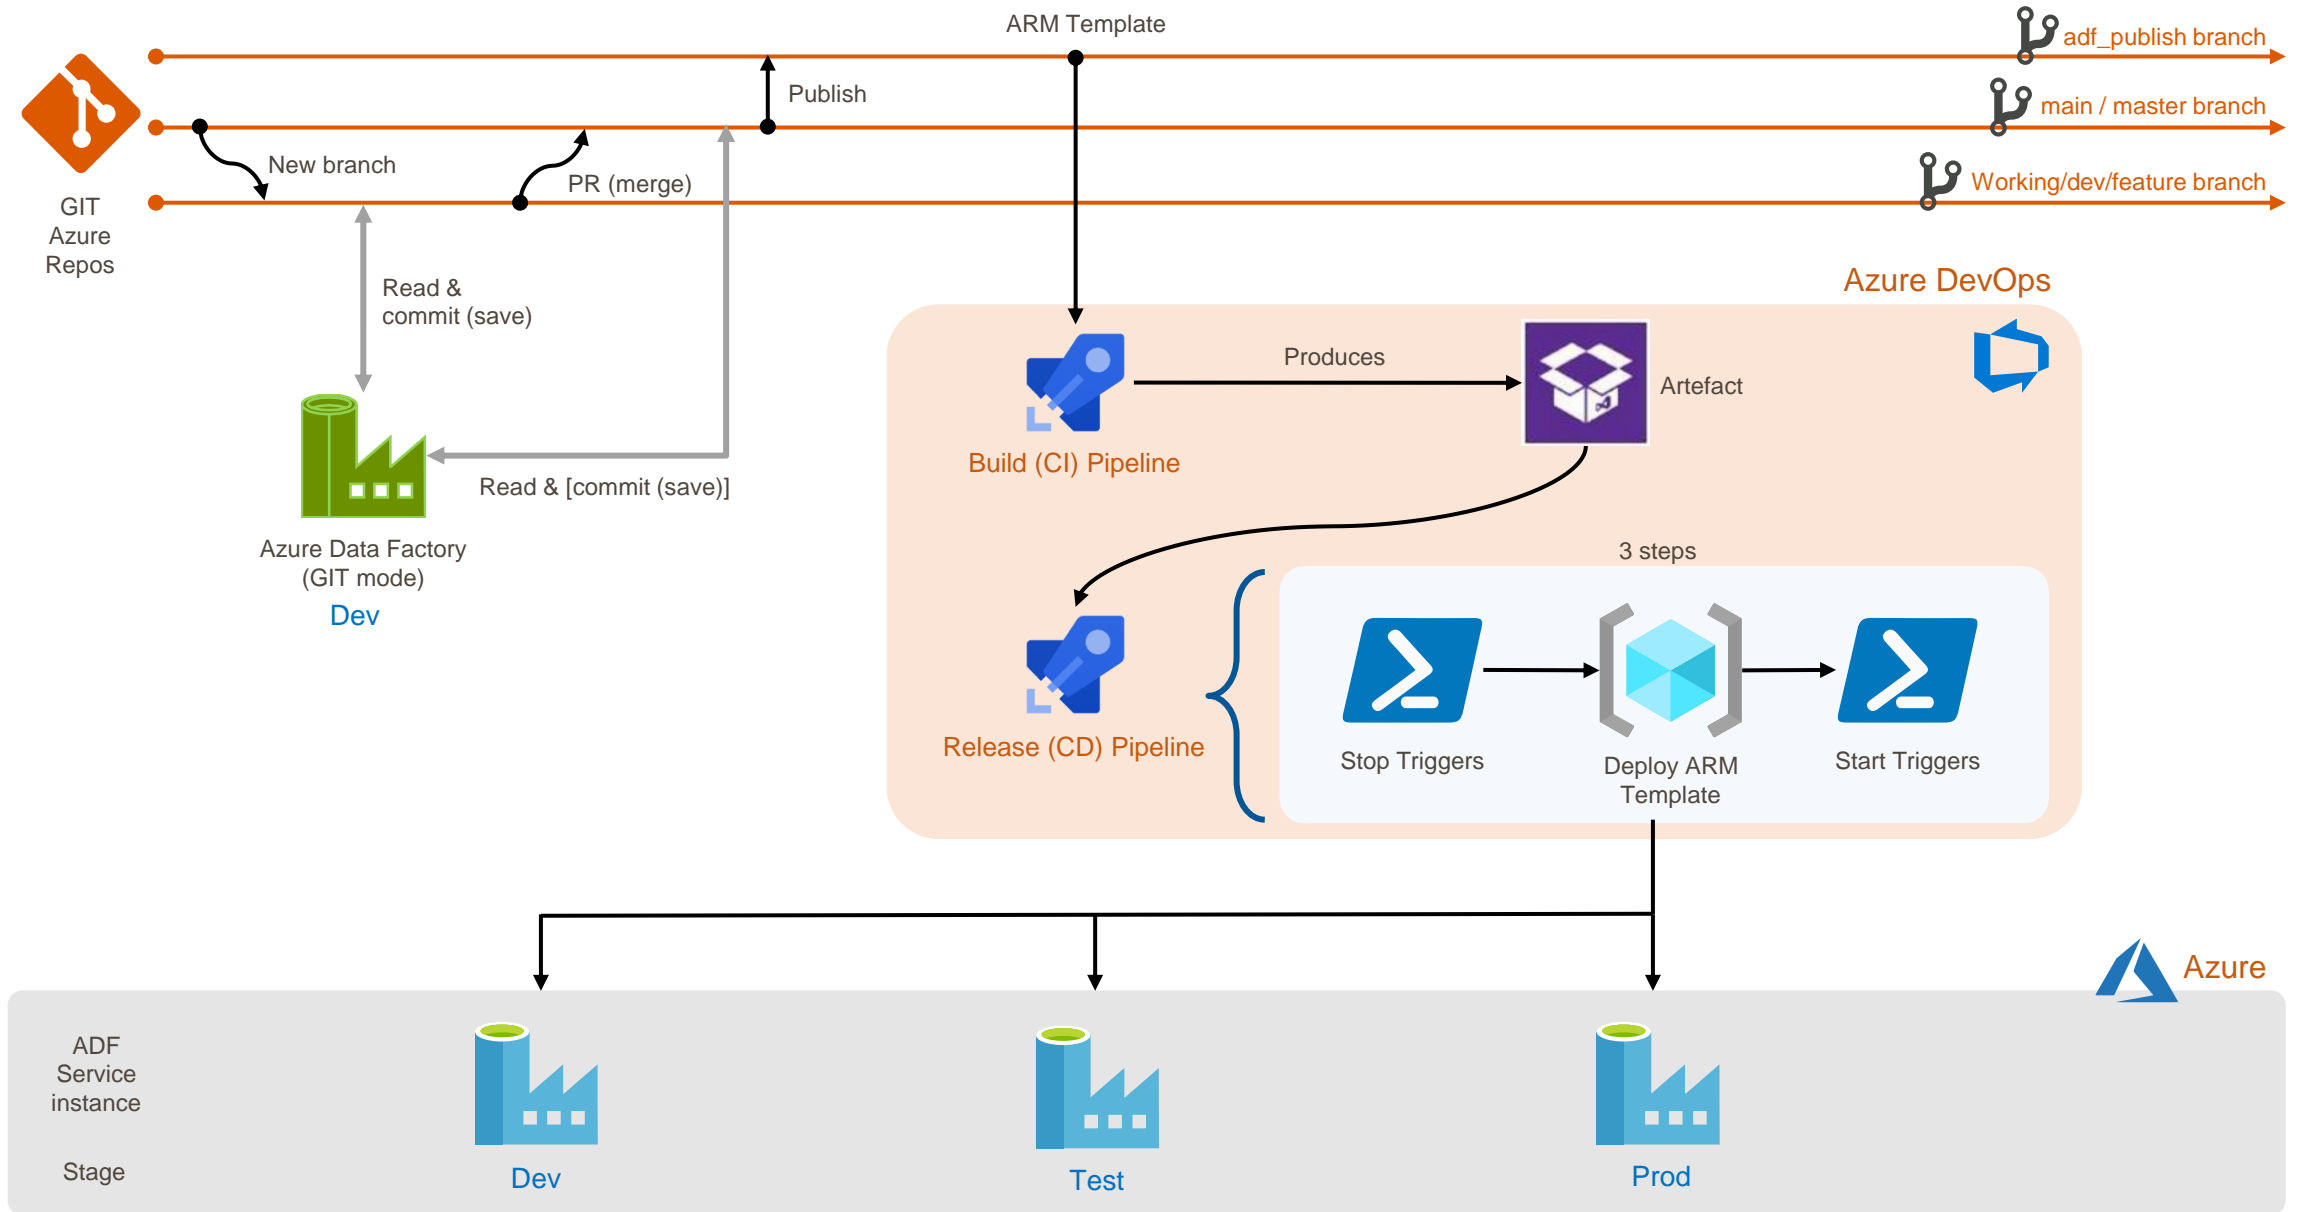 ARM Template
adf_publish branch
Publish
main / master branch
New branch
PR (merge)
Working/dev/feature branch
GIT
Azure
Repos
Read &
commit (save)
Azure DevOps
Produces
Artefact
Build (CI) Pipeline
Read & [commit (save)]
Azure Data Factory
(GIT mode)
Dev
3 steps
Release (CD) Pipeline
Stop Triggers
Deploy ARM
Template
Start Triggers
Azure
ADF
Service
instance
Stage
Dev
Test
Prod